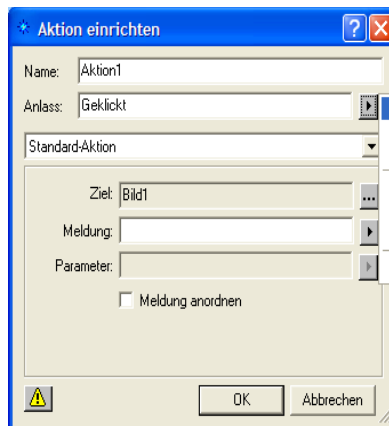 Aktion einrichten
Name: Aktion1
Anlass: Geklickt
Standard-Aktion
Ziel: Bild1
...
Meldung:
Parameter:
Meldung anordnen
OK Abbrechen